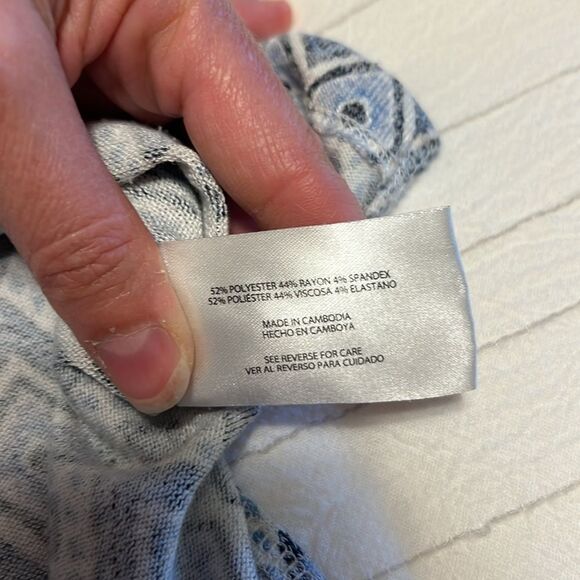 52% POLYESTER 44% RAYON 4% SPANDEX
52% POLIÉSTER 44% VISCOSA 4% ELASTANO
MADE IN CAMBODIA
HECHO EN CAMBOYA
SEE REVERSE FOR CARE
VER AL REVERSO PARA CUIDADO